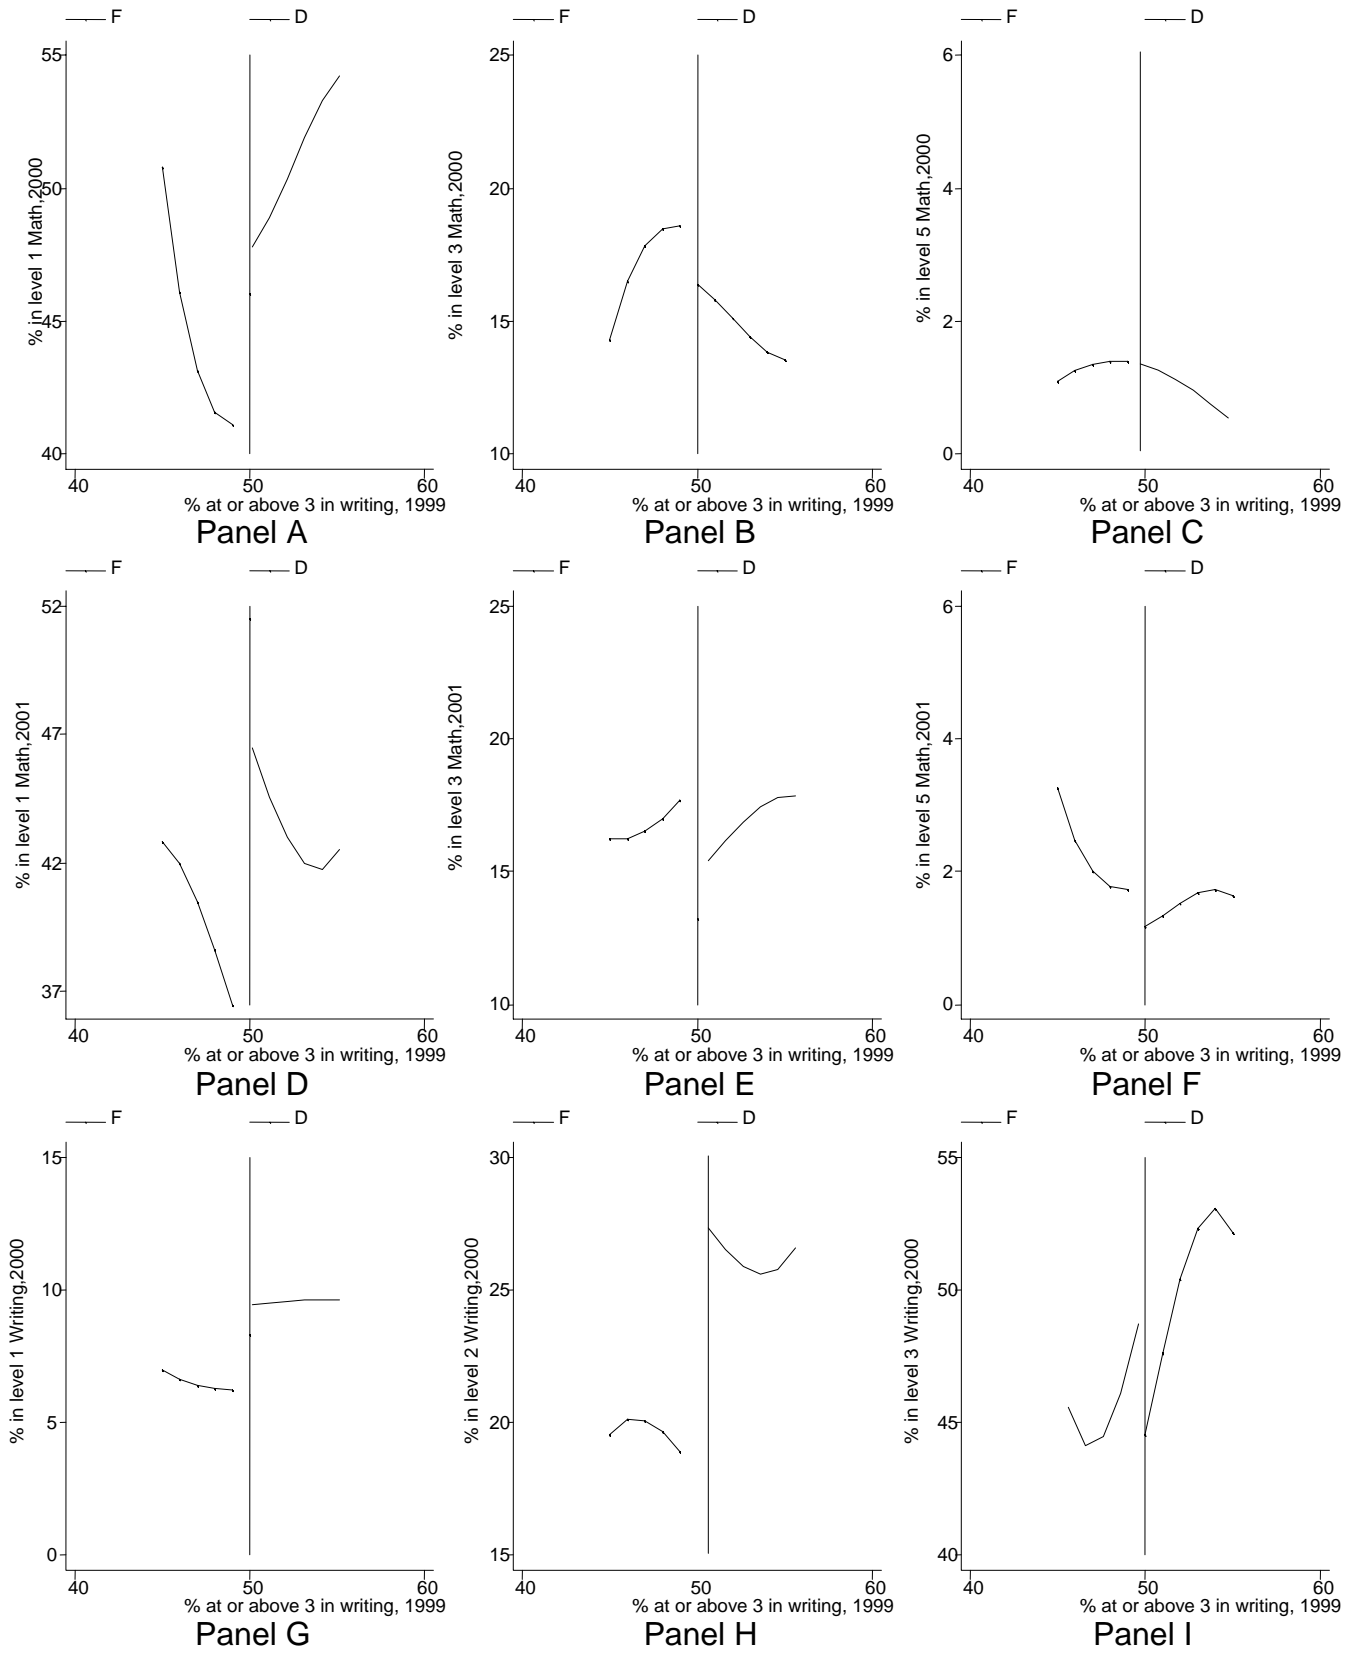 F D
55
50
45
40
% in level 1 Math,2000
40 50 60
% at or above 3 in writing, 1999
Panel A
F D
25
20
15
10
% in level 3 Math,2000
40 50 60
% at or above 3 in writing, 1999
Panel B
F D
6
4
2
0
% in level 5 Math,2000
40 50 60
% at or above 3 in writing, 1999
Panel C
F D
52
47
42
37
% in level 1 Math,2001
40 50 60
% at or above 3 in writing, 1999
Panel D
F D
25
20
15
10
% in level 3 Math,2001
40 50 60
% at or above 3 in writing, 1999
Panel E
F D
6
4
2
0
% in level 5 Math,2001
40 50 60
% at or above 3 in writing, 1999
Panel F
F D
15
10
5
0
% in level 1 Writing,2000
40 50 60
% at or above 3 in writing, 1999
Panel G
F D
30
25
20
15
% in level 2 Writing,2000
40 50 60
% at or above 3 in writing, 1999
Panel H
F D
55
50
45
40
% in level 3 Writing,2000
40 50 60
% at or above 3 in writing, 1999
Panel I